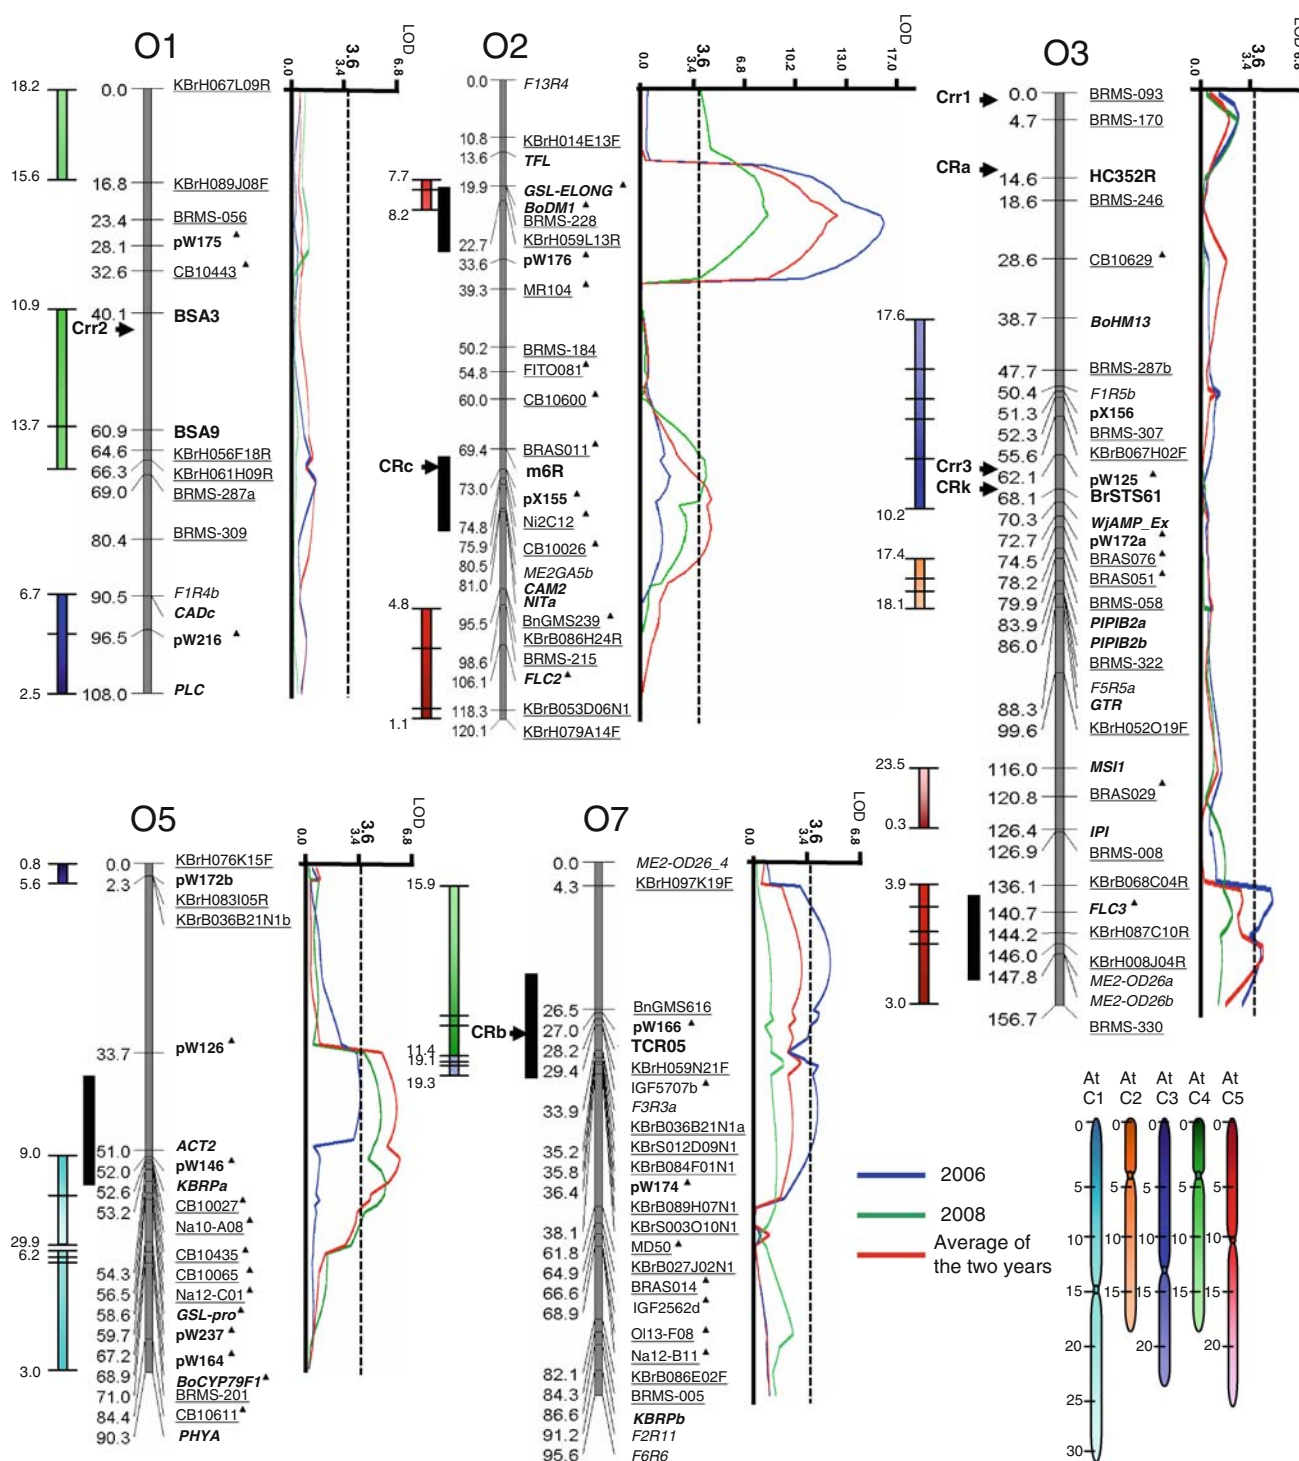 O1
LOD
0.0
3.4
3.6
6.8
18.2
15.6
10.9
13.7
6.7
2.5
Crr2
0.0
16.8
23.4
28.1
32.6
40.1
60.9
64.6
66.3
69.0
80.4
90.5
96.5
108.0
KBrH067L09R
KBrH089J08F
BRMS-056
pW175 ▲
CB10443 ▲
BSA3
BSA9
KBrH056F18R
KBrH061H09R
BRMS-287a
BRMS-309
F1R4b
CADc
pW216 ▲
PLC
O2
LOD
0.0
3.4
3.6
6.8
10.2
13.0
17.0
7.7
8.2
4.8
1.1
CRc
0.0
10.8
13.6
19.9
22.7
33.6
39.3
50.2
54.8
60.0
69.4
73.0
74.8
75.9
80.5
81.0
95.5
98.6
106.1
118.3
120.1
F13R4
KBrH014E13F
TFL
GSL-ELONG ▲
BoDM1 ▲
BRMS-228
KBrH059L13R
pW176 ▲
MR104 ▲
BRMS-184
FITO081 ▲
CB10600 ▲
BRAS011 ▲
m6R
pX155 ▲
Ni2C12 ▲
CB10026 ▲
ME2GA5b
CAM2
NITa
BnGMS239 ▲
KBrB086H24R
BRMS-215
FLC2 ▲
KBrB053D06N1
KBrH079A14F
O3
LOD
0.0
3.4
3.6
6.8
17.6
10.2
17.4
18.1
23.5
0.3
3.9
3.0
Crr1
CRa
Crr3
CRk
0.0
4.7
14.6
18.6
28.6
38.7
47.7
50.4
51.3
52.3
55.6
62.1
68.1
70.3
72.7
74.5
78.2
79.9
83.9
86.0
88.3
99.6
116.0
120.8
126.4
126.9
136.1
140.7
144.2
146.0
147.8
156.7
BRMS-093
BRMS-170
HC352R
BRMS-246
CB10629 ▲
BoHM13
BRMS-287b
F1R5b
pX156
BRMS-307
KBrB067H02F
pW125 ▲
BrSTS61
WjAMP_Ex
pW172a ▲
BRAS076 ▲
BRAS051 ▲
BRMS-058
PIPIB2a
PIPIB2b
BRMS-322
F5R5a
GTR
KBrH052O19F
MSI1
BRAS029 ▲
IPI
BRMS-008
KBrB068C04R
FLC3 ▲
KBrH087C10R
KBrH008J04R
ME2-OD26a
ME2-OD26b
BRMS-330
O5
LOD
0.0
3.4
3.6
6.8
0.8
5.6
9.0
29.9
6.2
3.0
0.0
2.3
33.7
51.0
52.0
52.6
53.2
54.3
56.5
58.6
59.7
67.2
68.9
71.0
84.4
90.3
KBrH076K15F
pW172b
KBrH083I05R
KBrB036B21N1b
pW126 ▲
ACT2
pW146 ▲
KBRPa
CB10027 ▲
Na10-A08 ▲
CB10435 ▲
CB10065 ▲
Na12-C01 ▲
GSL-pro ▲
pW237 ▲
pW164 ▲
BoCYP79F1 ▲
BRMS-201
CB10611 ▲
PHYA
O7
LOD
0.0
3.4
3.6
6.8
15.9
11.4
19.1
19.3
CRb
0.0
4.3
26.5
27.0
28.2
29.4
33.9
35.2
35.8
36.4
38.1
61.8
64.9
66.6
68.9
82.1
84.3
86.6
91.2
95.6
ME2-OD26_4
KBrH097K19F
BnGMS616
pW166 ▲
TCR05
KBrH059N21F
IGF5707b ▲
F3R3a
KBrB036B21N1a
KBrS012D09N1
KBrB084F01N1
pW174 ▲
KBrB089H07N1
KBrS003O10N1
MD50 ▲
KBrB027J02N1
BRAS014 ▲
IGF2562d ▲
Ol13-F08 ▲
Na12-B11 ▲
KBrB086E02F
BRMS-005
KBRPb
F2R11
F6R6
2006
2008
Average of
the two years
At C1
At C2
At C3
At C4
At C5
0
5
10
15
20
25
30
0
5
10
15
0
5
10
15
20
0
5
10
15
0
5
10
15
20